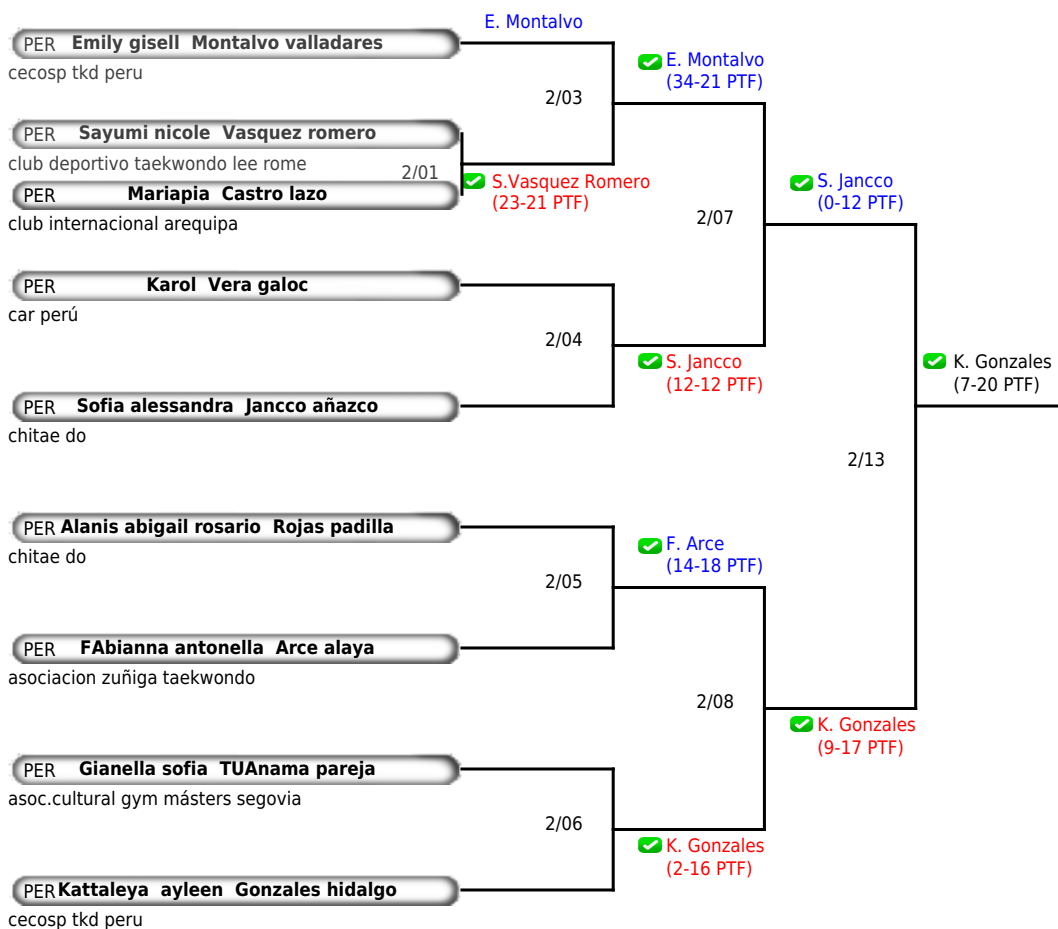 E. Montalvo
PER Emily gisell Montalvo valladares
cecosp tkd peru
E. Montalvo
(34-21 PTF)
2/03
PER Sayumi nicole Vasquez romero
club deportivo taekwondo lee rome
2/01
PER Mariapia Castro lazo
club internacional arequipa
S.Vasquez Romero
(23-21 PTF)
S. Jancco
(0-12 PTF)
2/07
PER Karol Vera galoc
car perú
2/04
S. Jancco
(12-12 PTF)
K. Gonzales
(7-20 PTF)
PER Sofia alessandra Jancco añazco
chitae do
2/13
PER Alanis abigail rosario Rojas padilla
chitae do
F. Arce
(14-18 PTF)
2/05
PER FAbianna antonella Arce alaya
asociacion zuñiga taekwondo
2/08
K. Gonzales
(9-17 PTF)
PER Gianella sofia TUAnama pareja
asoc.cultural gym másters segovia
2/06
K. Gonzales
(2-16 PTF)
PER Kattaleya ayleen Gonzales hidalgo
cecosp tkd peru